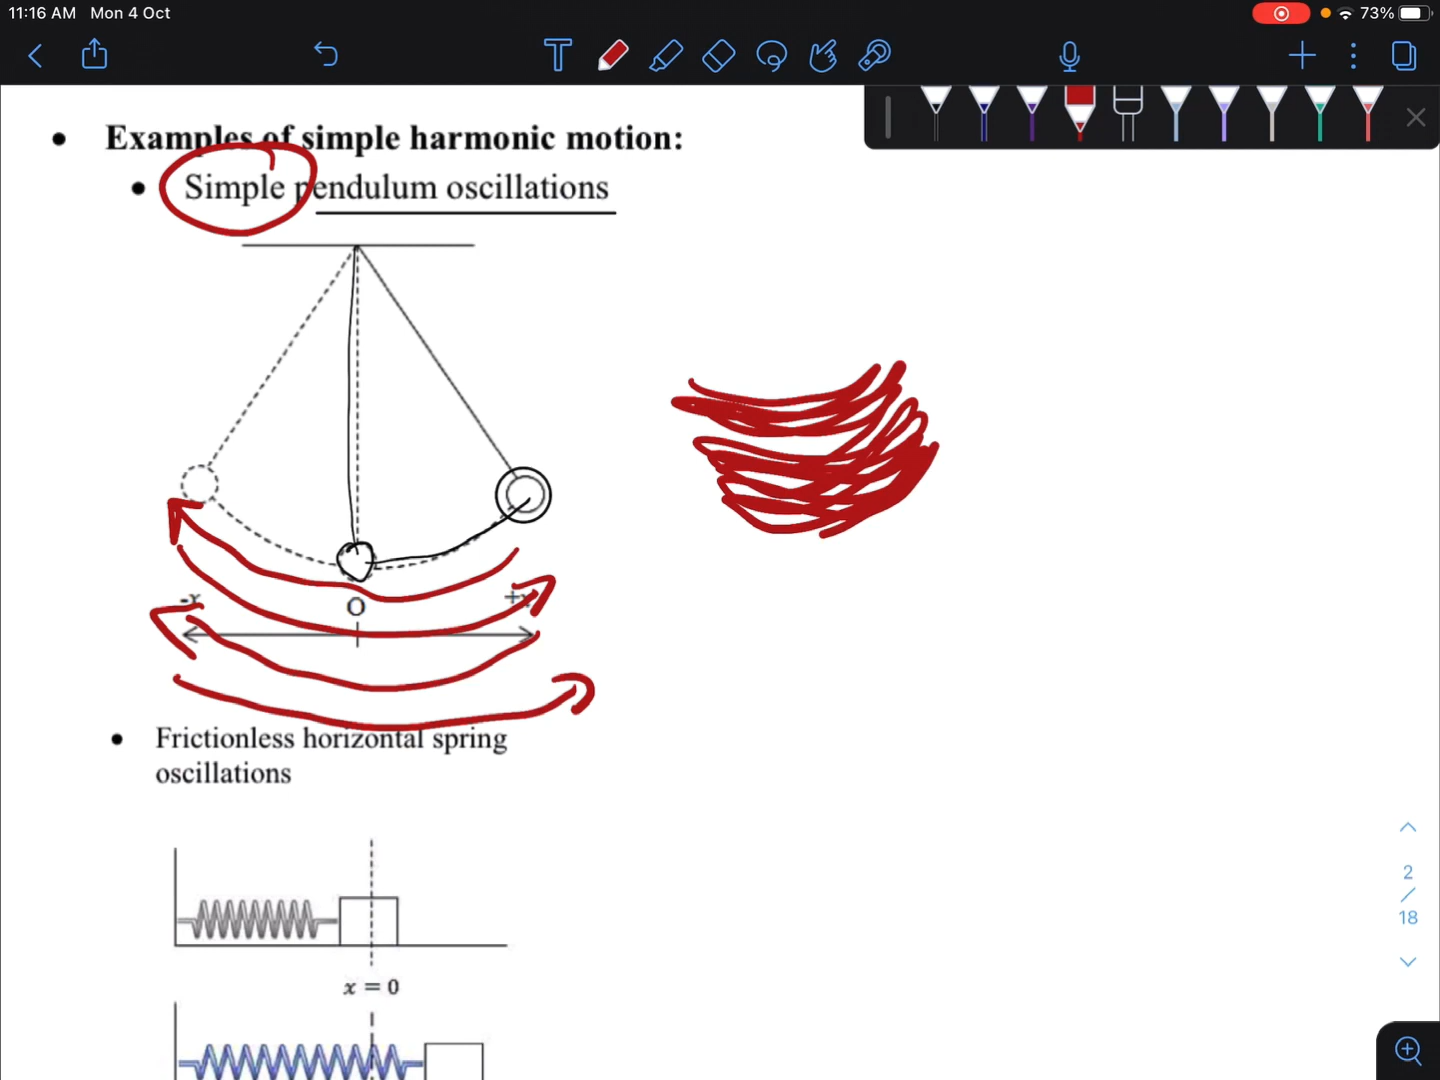 11:16 AM Mon 4 Oct
73%
T
Examples of simple harmonic motion:
Simple pendulum oscillations
-x
O
+x
Frictionless horizontal spring
oscillations
x = 0
2
/
18